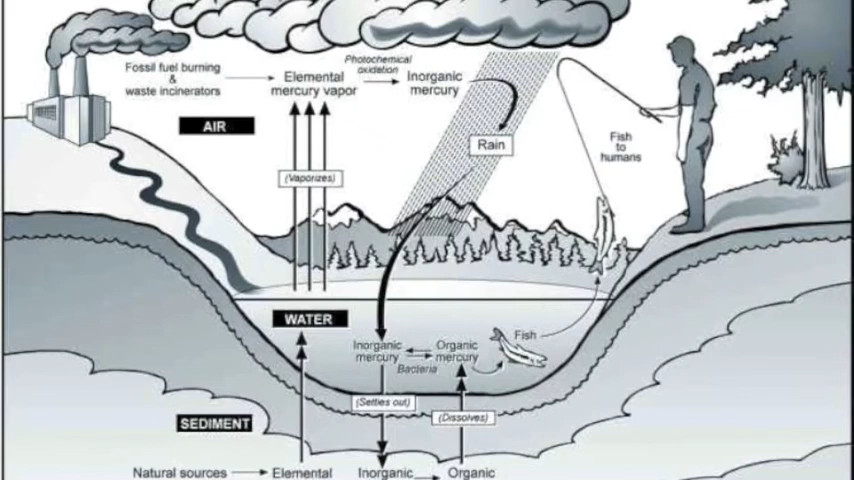 Fossil fuel burning
&
waste incinerators
Elemental
mercury vapor
Photochemical
oxidation
Inorganic
mercury
AIR
Rain
Fish
to
humans
(Vaporizes)
WATER
Inorganic
mercury
Organic
mercury
Bacteria
Fish
(Settles out)
(Dissolves)
SEDIMENT
Natural sources
Elemental
Inorganic
Organic